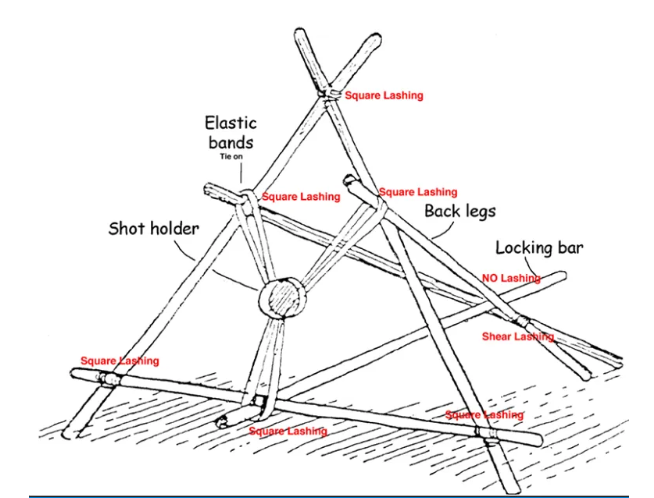 Square Lashing
Elastic
bands
Tie on
Square Lashing
Square Lashing
Back legs
Shot holder
Locking bar
NO Lashing
Shear Lashing
Square Lashing
Square Lashing
Square Lashing